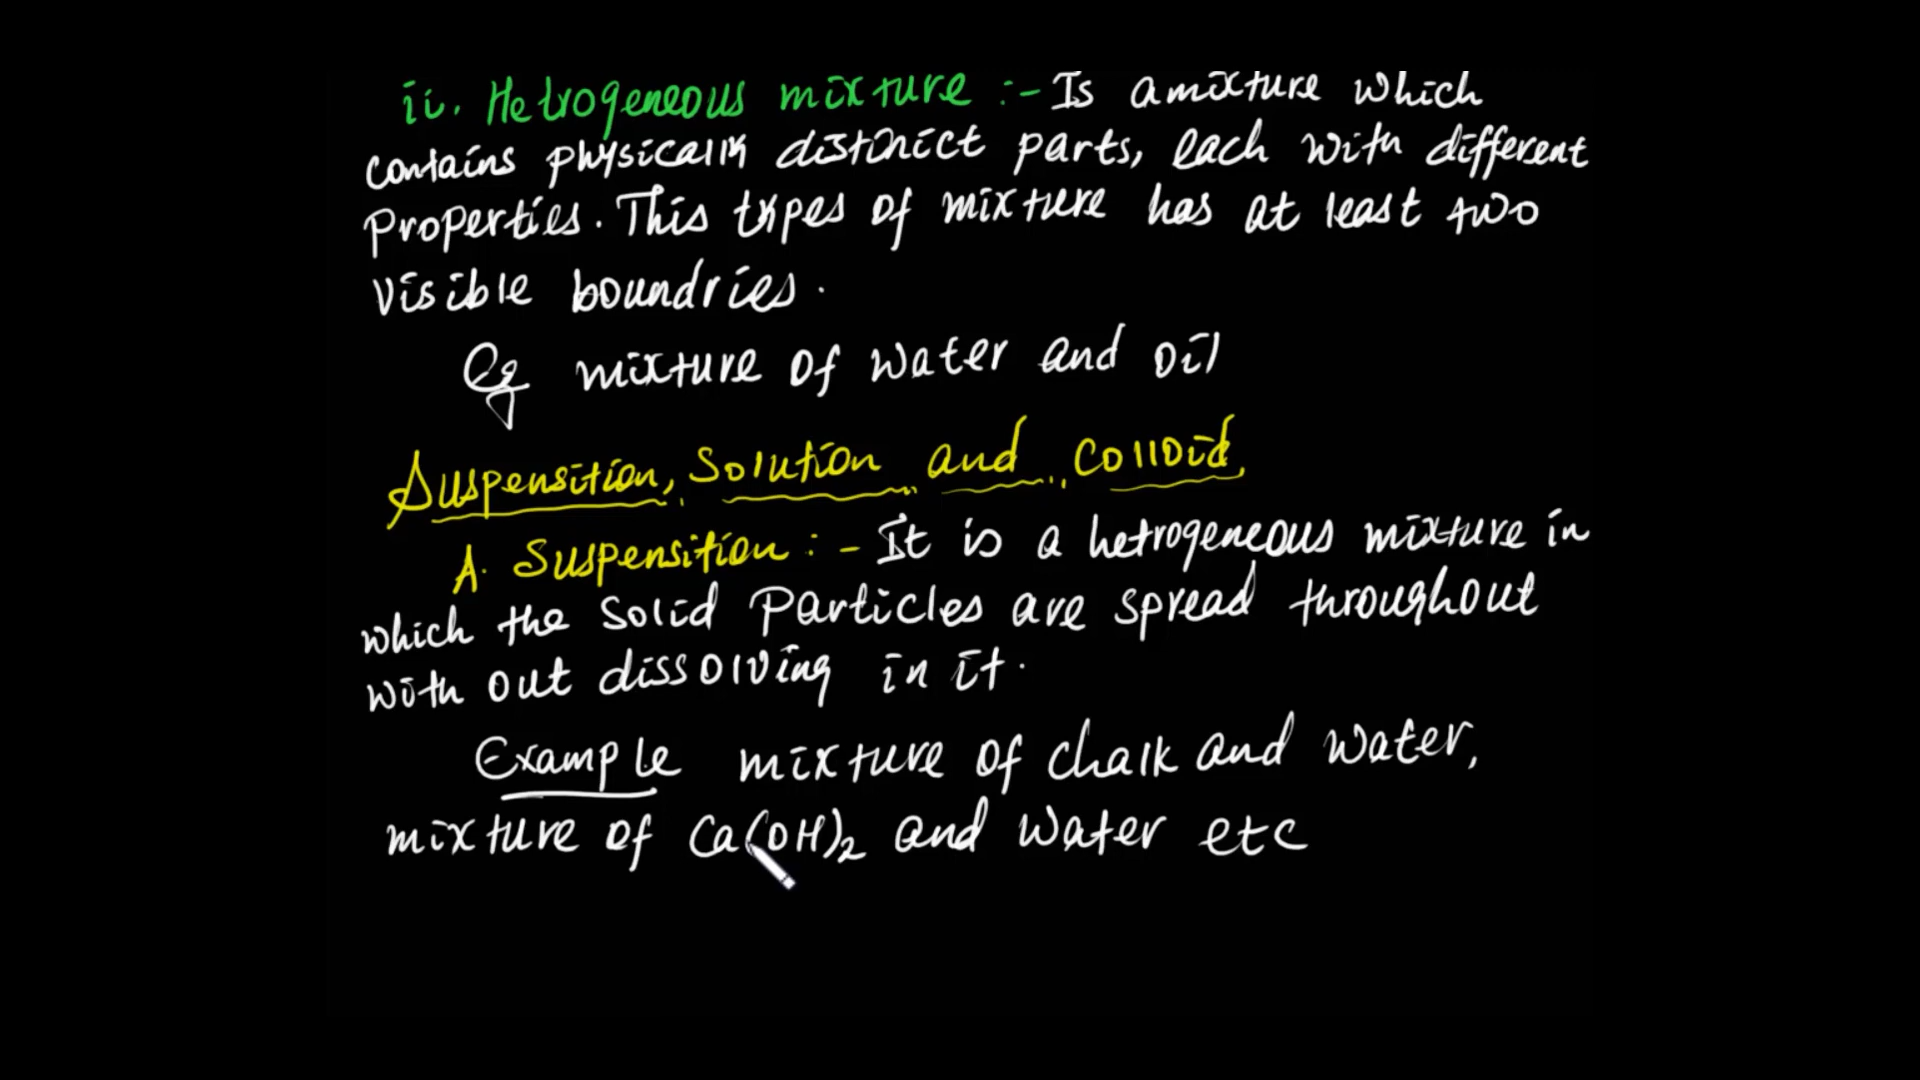 ii. Hetrogeneous mixture :- Is a mixture which
contains physically distinict parts, each with different
Properties. This types of mixture has at least two
visible boundries.
Eg mixture of water and oil
Suspensition, Solution and colloid
A. Suspensition :- It is a hetrogeneous mixture in
which the solid Particles are spread throughout
with out dissolving in it.
Example mixture of chalk and water,
mixture of Ca(OH)2 and water etc